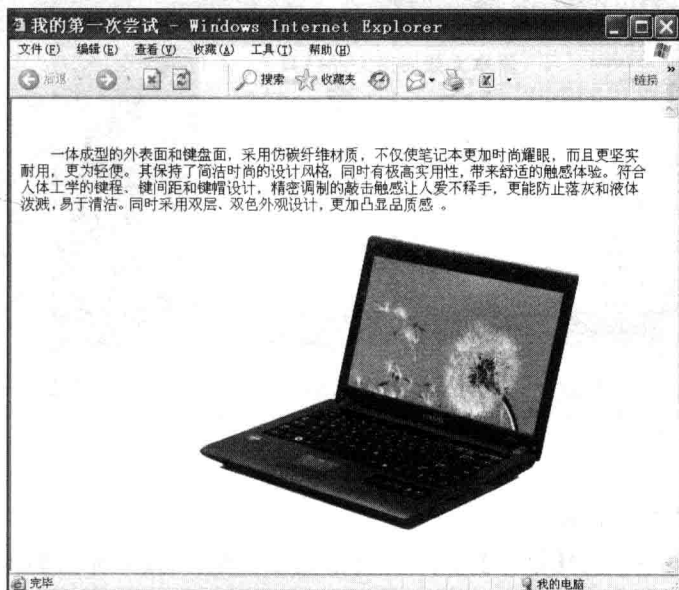 我的第一次尝试 - Windows Internet Explorer
文件(F) 编辑(E) 查看(V) 收藏(A) 工具(T) 帮助(H)
后退 搜索 收藏夹 链接 »
一体成型的外表面和键盘面，采用仿碳纤维材质，不仅使笔记本更加时尚耀眼，而且更坚实
耐用，更为轻便。其保持了简洁时尚的设计风格，同时有极高实用性，带来舒适的触感体验。符合
人体工学的键程、键间距和键帽设计，精密调制的敲击触感让人爱不释手，更能防止落灰和液体
泼溅，易于清洁。同时采用双层、双色外观设计，更加凸显品质感 。
完毕 我的电脑